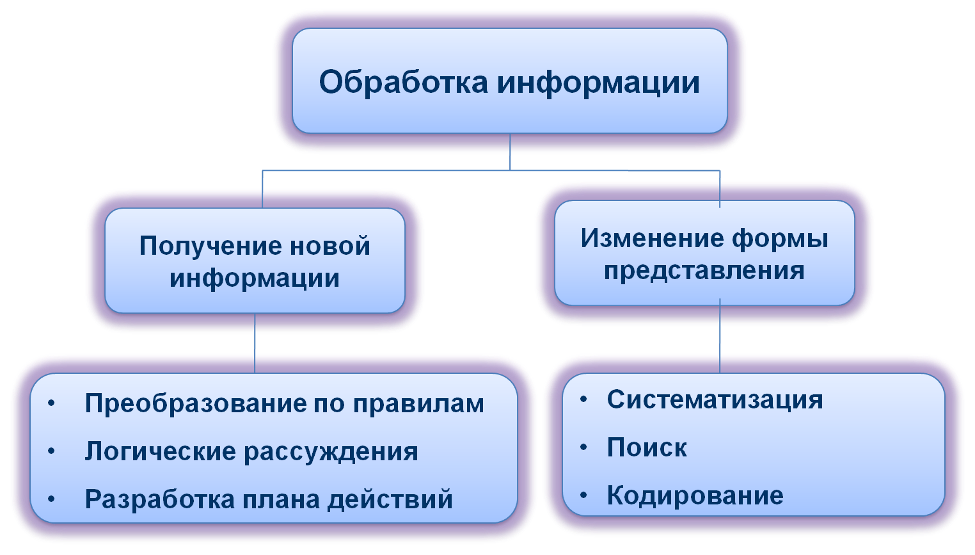 Обработка информации
Получение новой
информации
Изменение формы
представления
• Преобразование по правилам
• Логические рассуждения
• Разработка плана действий
• Систематизация
• Поиск
• Кодирование